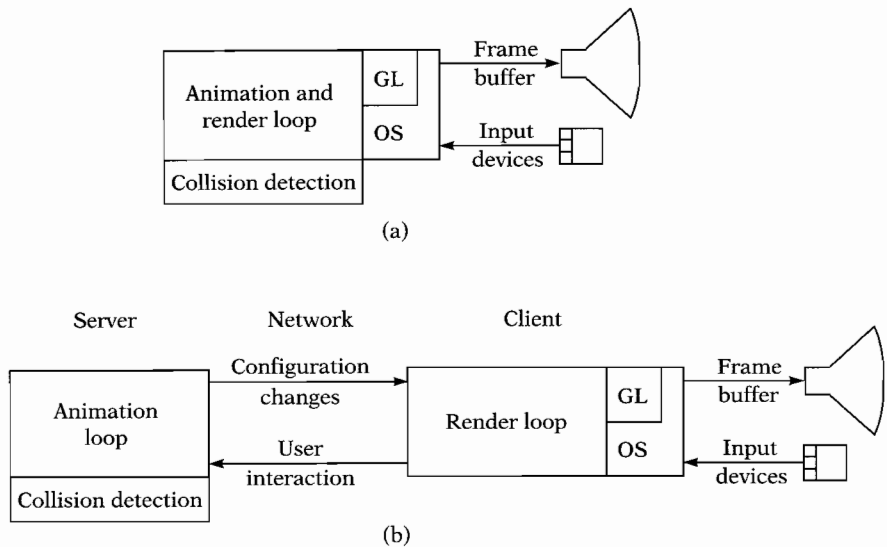 Animation and
render loop
GL
OS
Collision detection
Frame
buffer
Input
devices
(a)
Server
Network
Client
Animation
loop
Collision detection
Configuration
changes
User
interaction
Render loop
GL
OS
Frame
buffer
Input
devices
(b)